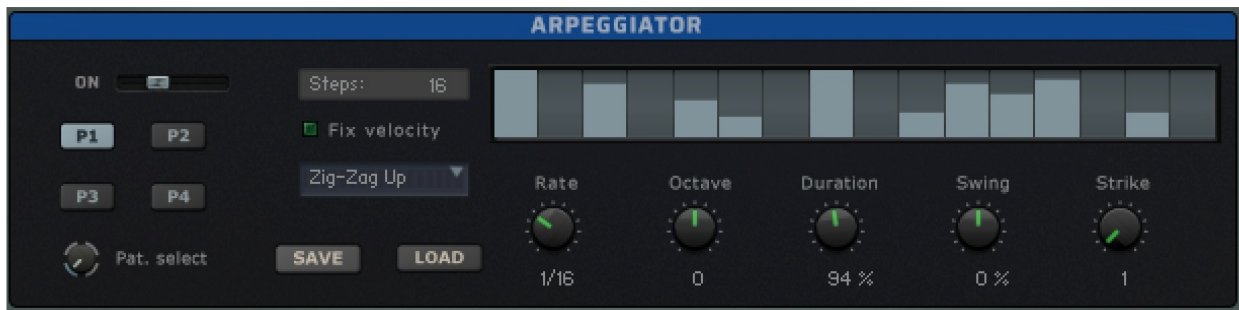 ARPEGGIATOR
ON
Steps: 16
P1 P2
Fix velocity
Zig-Zag Up
P3 P4
Rate Octave Duration Swing Strike
Pat. select
SAVE LOAD
1/16 0 94 % 0 % 1